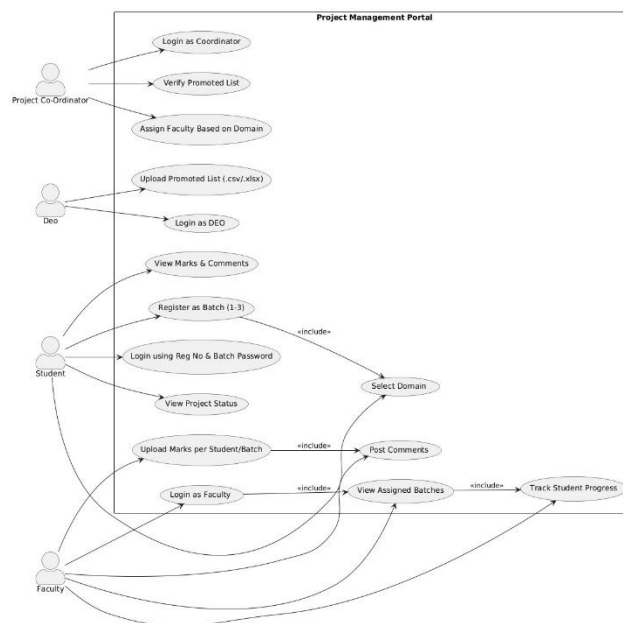 Project Management Portal
Login as Coordinator
Verify Promoted List
Project Co-Ordinator
Assign Faculty Based on Domain
Upload Promoted List (.csv/.xlsx)
Deo
Login as DEO
View Marks & Comments
Register as Batch (1-3)
«include»
Login using Reg No & Batch Password
Student
Select Domain
View Project Status
Upload Marks per Student/Batch
«include»
Post Comments
Login as Faculty
«include»
View Assigned Batches
«include»
Track Student Progress
Faculty